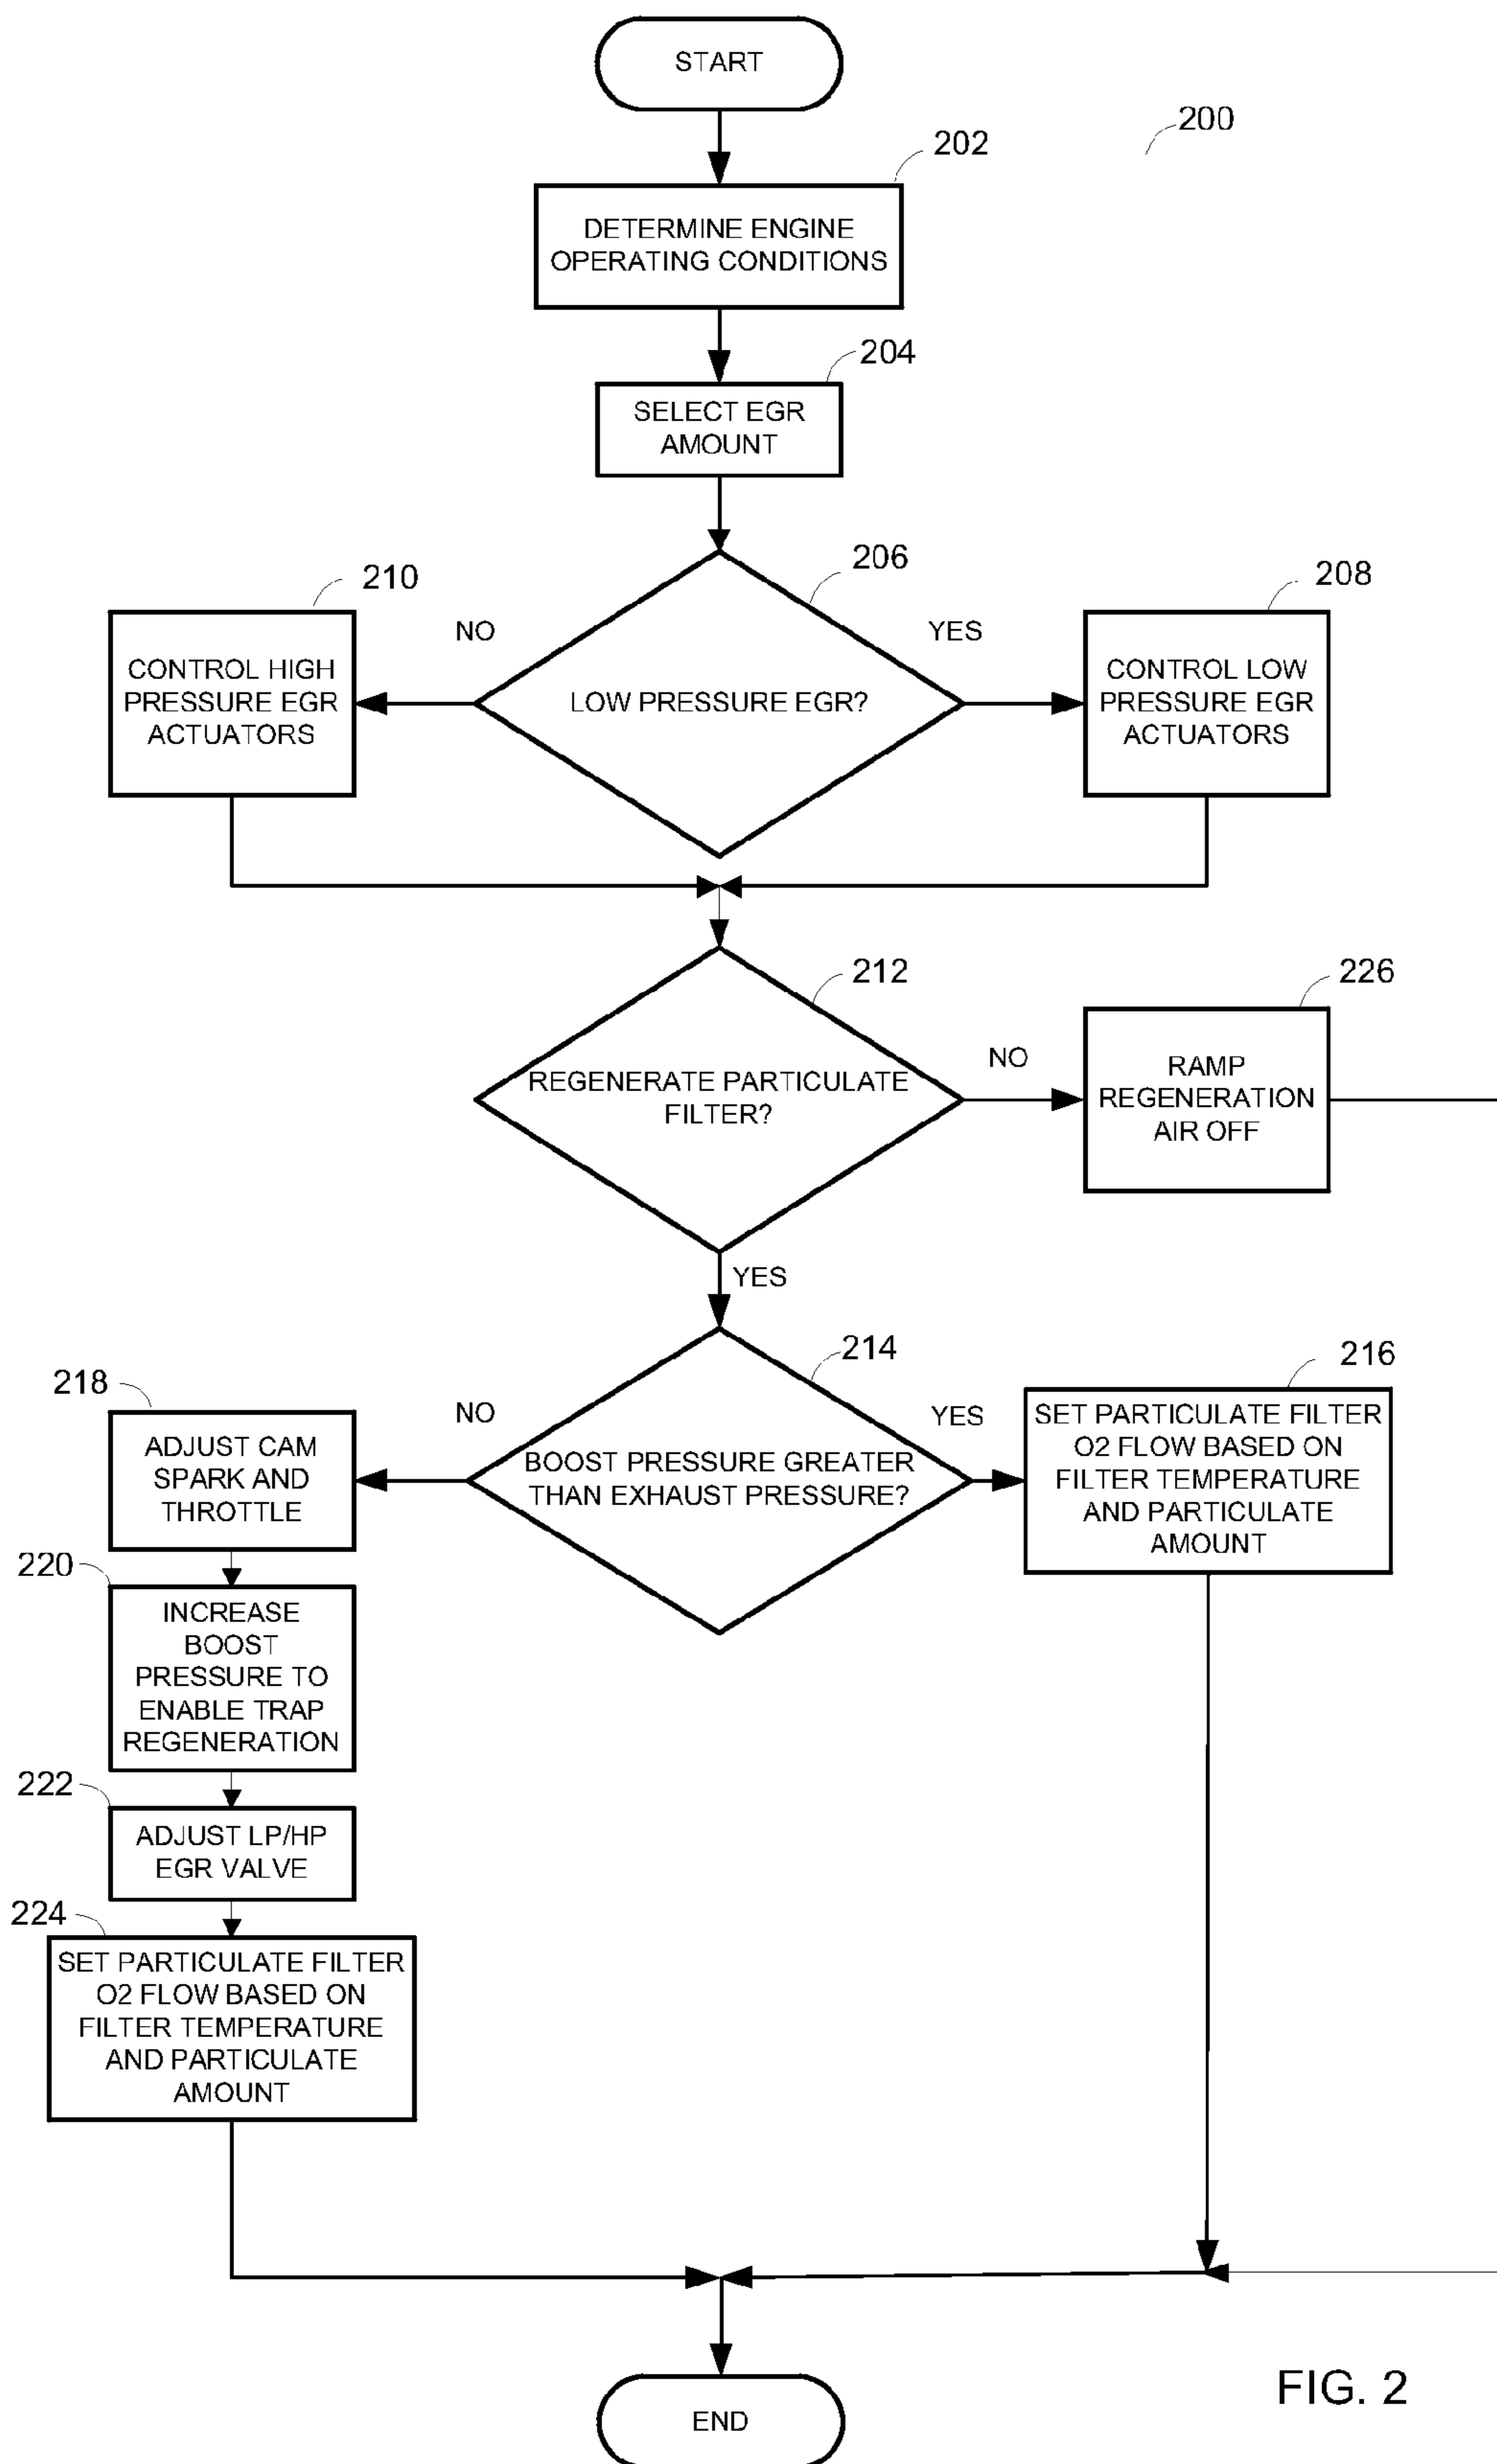 START
200
202
DETERMINE ENGINE
OPERATING CONDITIONS
204
SELECT EGR
AMOUNT
206
LOW PRESSURE EGR?
NO
YES
210
CONTROL HIGH
PRESSURE EGR
ACTUATORS
208
CONTROL LOW
PRESSURE EGR
ACTUATORS
212
REGENERATE PARTICULATE
FILTER?
NO
226
RAMP
REGENERATION
AIR OFF
YES
214
BOOST PRESSURE GREATER
THAN EXHAUST PRESSURE?
NO
YES
216
SET PARTICULATE FILTER
O2 FLOW BASED ON
FILTER TEMPERATURE
AND PARTICULATE
AMOUNT
218
ADJUST CAM
SPARK AND
THROTTLE
220
INCREASE
BOOST
PRESSURE TO
ENABLE TRAP
REGENERATION
222
ADJUST LP/HP
EGR VALVE
224
SET PARTICULATE FILTER
O2 FLOW BASED ON
FILTER TEMPERATURE
AND PARTICULATE
AMOUNT
END
FIG. 2